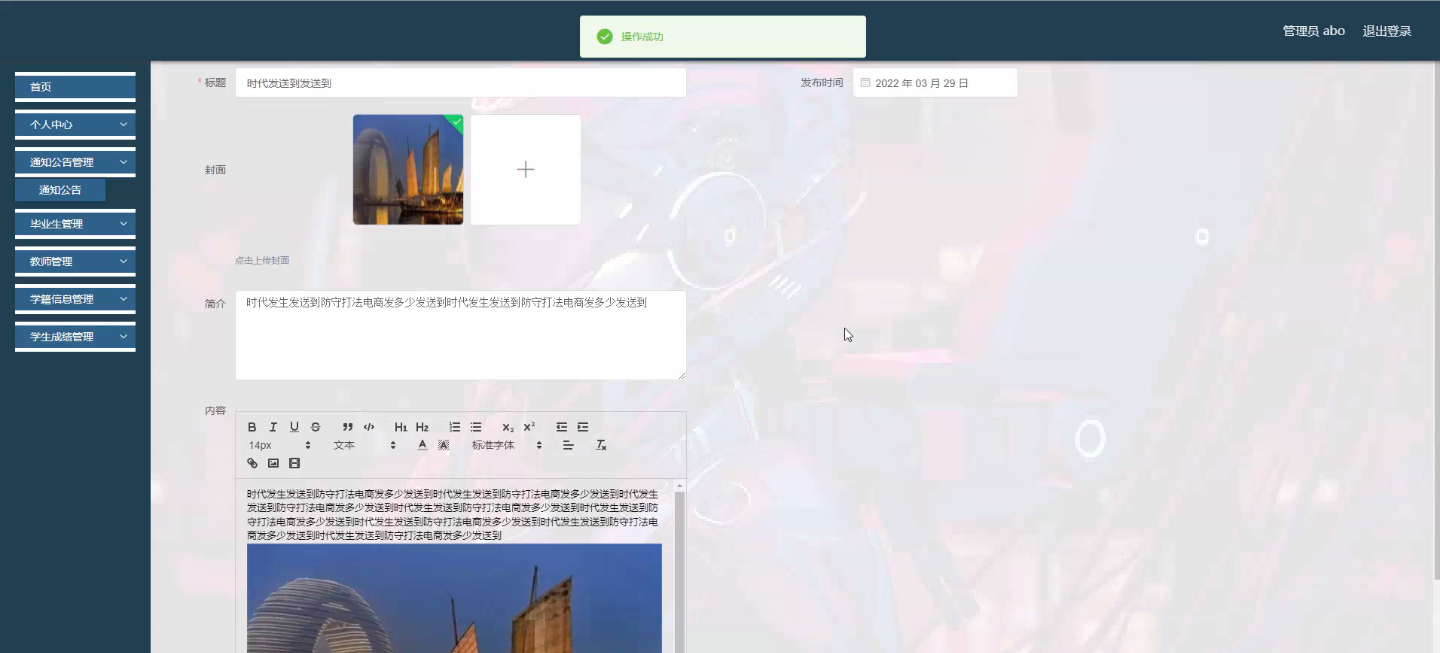 操作成功
管理员 abo 退出登录
首页
个人中心
通知公告管理
通知公告
毕业生管理
教师管理
学籍信息管理
学生成绩管理
* 标题 时代发送到发送到
发布时间 2022 年 03 月 29 日
封面
点击上传封面
简介 时代发生发送到防守打法电商发多少发送到时代发生发送到防守打法电商发多少发送到
内容
B I U S H1 H2 X₂ X²
14px 文本 A A 标准字体 Tx
时代发生发送到防守打法电商发多少发送到时代发生发送到防守打法电商发多少发送到时代发生
发送到防守打法电商发多少发送到时代发生发送到防守打法电商发多少发送到时代发生发送到防
守打法电商发多少发送到时代发生发送到防守打法电商发多少发送到时代发生发送到防守打法电
商发多少发送到时代发生发送到防守打法电商发多少发送到